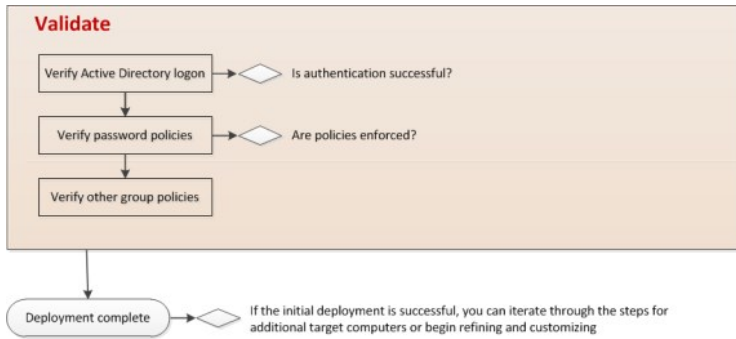 Validate
Verify Active Directory logon
Is authentication successful?
Verify password policies
Are policies enforced?
Verify other group policies
Deployment complete
If the initial deployment is successful, you can iterate through the steps for
additional target computers or begin refining and customizing